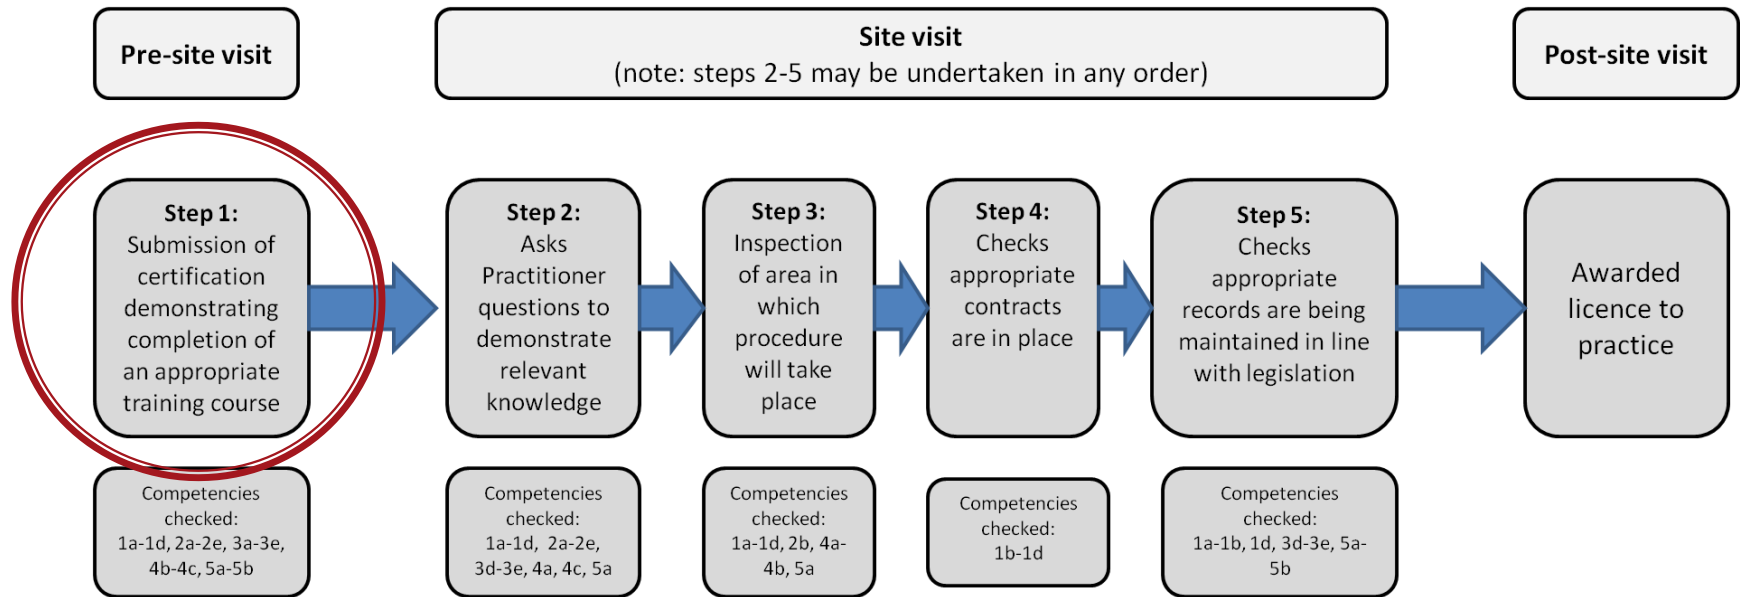 Pre-site visit
Site visit
(note: steps 2-5 may be undertaken in any order)
Post-site visit
Step 1:
Submission of
certification
demonstrating
completion of
an appropriate
training course
Step 2:
Asks
Practitioner
questions to
demonstrate
relevant
knowledge
Step 3:
Inspection
of area in
which
procedure
will take
place
Step 4:
Checks
appropriate
contracts
are in place
Step 5:
Checks
appropriate
records are being
maintained in line
with legislation
Awarded
licence to
practice
Competencies
checked:
1a-1d, 2a-2e, 3a-3e,
4b-4c, 5a-5b
Competencies
checked:
1a-1d, 2a-2e,
3d-3e, 4a, 4c, 5a
Competencies
checked:
1a-1d, 2b, 4a-
4b, 5a
Competencies
checked:
1b-1d
Competencies
checked:
1a-1b, 1d, 3d-3e, 5a-
5b